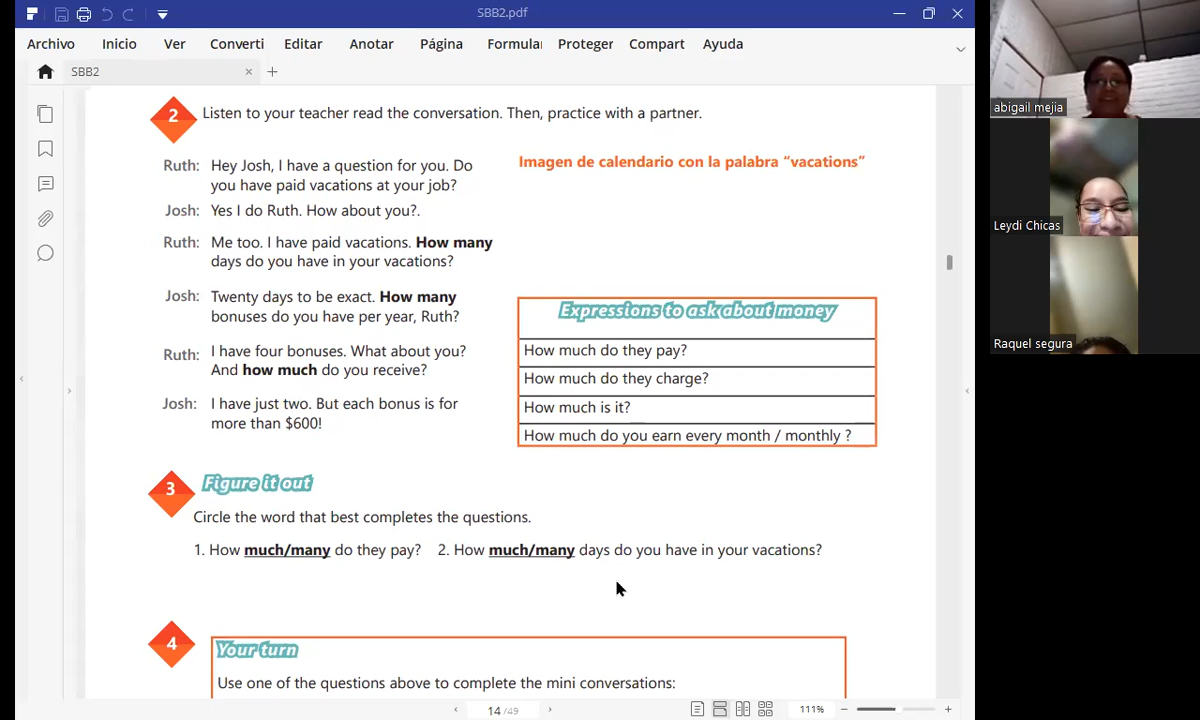 SBB2.pdf
Archivo Inicio Ver Converti Editar Anotar Página Formular Proteger Compart Ayuda
SBB2
2 Listen to your teacher read the conversation. Then, practice with a partner.
Ruth: Hey Josh, I have a question for you. Do
you have paid vacations at your job?
Josh: Yes I do Ruth. How about you?.
Ruth: Me too. I have paid vacations. How many
days do you have in your vacations?
Josh: Twenty days to be exact. How many
bonuses do you have per year, Ruth?
Ruth: I have four bonuses. What about you?
And how much do you receive?
Josh: I have just two. But each bonus is for
more than $600!
Imagen de calendario con la palabra “vacations”
Expressions to ask about money
How much do they pay?
How much do they charge?
How much is it?
How much do you earn every month / monthly ?
3 Figure it out
Circle the word that best completes the questions.
1. How much/many do they pay? 2. How much/many days do you have in your vacations?
4 Your turn
Use one of the questions above to complete the mini conversations:
14 /49
111%
abigail mejia
Leydi Chicas
Raquel segura